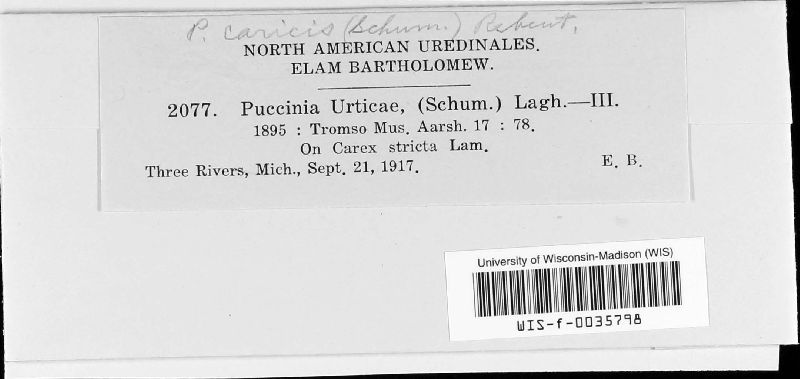 P. caricis (Schum.) Rebent.
NORTH AMERICAN UREDINALES.
ELAM BARTHOLOMEW.
2077. Puccinia Urticae, (Schum.) Lagh.—III.
1895 : Tromso Mus. Aarsh. 17 : 78.
On Carex stricta Lam.
Three Rivers, Mich., Sept. 21, 1917. E. B.
University of Wisconsin-Madison (WIS)
WIS-f-0035798